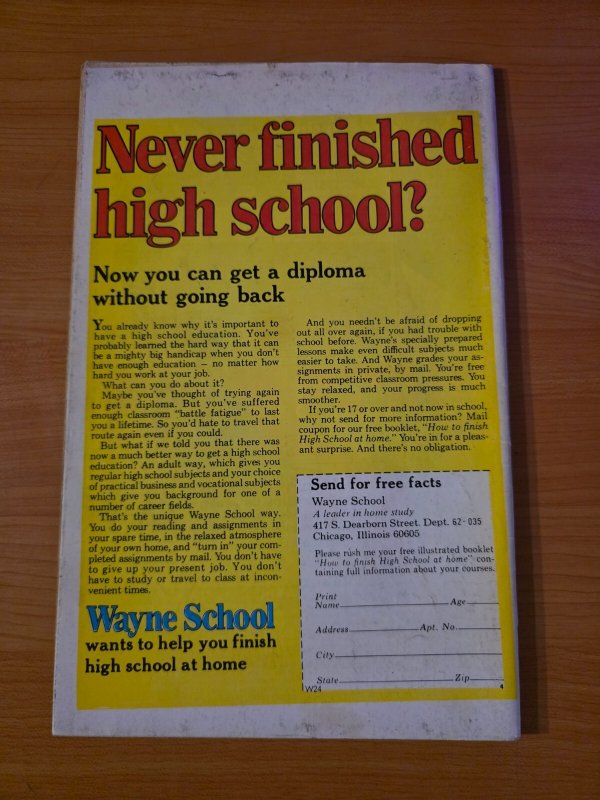 Never finished
high school?
Now you can get a diploma
without going back
You already know why it's important to
have a high school education. You've
probably learned the hard way that it can
be a mighty big handicap when you don't
have enough education – no matter how
hard you work at your job.
What can you do about it?
Maybe you've thought of trying again
to get a diploma. But you've suffered
enough classroom "battle fatigue" to last
you a lifetime. So you'd hate to travel that
route again even if you could.
But what if we told you that there was
now a much better way to get a high school
education? An adult way, which gives you
regular high school subjects and your choice
of practical business and vocational subjects
which give you background for one of a
number of career fields.
That's the unique Wayne School way.
You do your reading and assignments in
your spare time, in the relaxed atmosphere
of your own home, and "turn in" your com-
pleted assignments by mail. You don't have
to give up your present job. You don't
have to study or travel to class at incon-
venient times.
Wayne School
wants to help you finish
high school at home
And you needn't be afraid of dropping
out all over again, if you had trouble with
school before. Wayne's specially prepared
lessons make even difficult subjects much
easier to take. And Wayne grades your as-
signments in private, by mail. You're free
from competitive classroom pressures. You
stay relaxed, and your progress is much
smoother.
If you're 17 or over and not now in school,
why not send for more information? Mail
coupon for our free booklet, "How to finish
High School at home." You're in for a pleas-
ant surprise. And there's no obligation.
Send for free facts
Wayne School
A leader in home study
417 S. Dearborn Street. Dept. 62-035
Chicago, Illinois 60605
Please rush me your free illustrated booklet
"How to finish High School at home" con-
taining full information about your courses.
Print
Name Age
Address Apt. No.
City
State Zip
W24 4